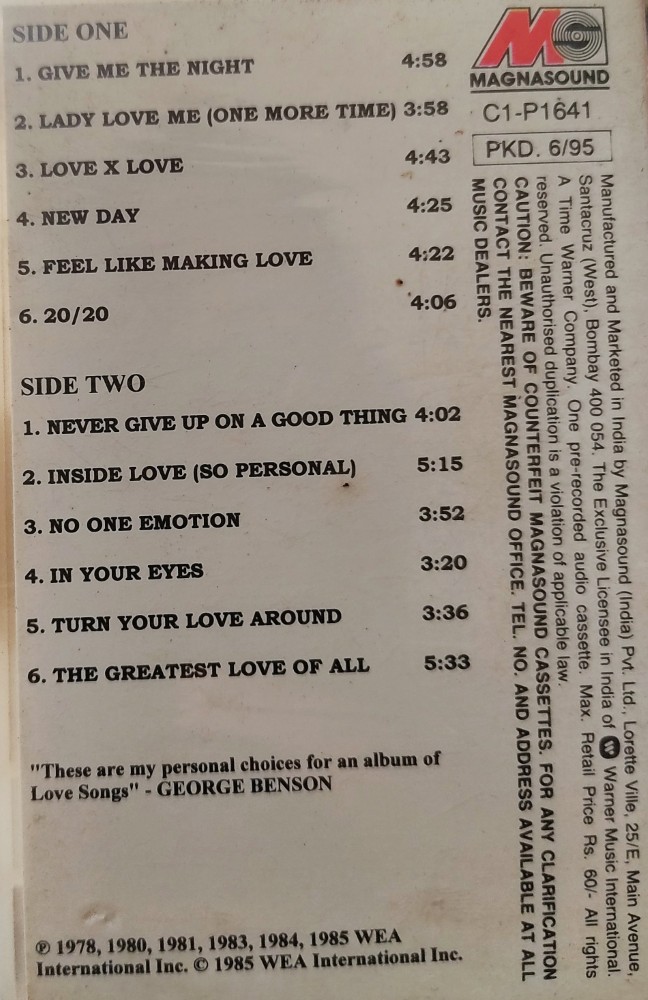 SIDE ONE
1. GIVE ME THE NIGHT 4:58
2. LADY LOVE ME (ONE MORE TIME) 3:58
3. LOVE X LOVE 4:43
4. NEW DAY 4:25
5. FEEL LIKE MAKING LOVE 4:22
6. 20/20 4:06
SIDE TWO
1. NEVER GIVE UP ON A GOOD THING 4:02
2. INSIDE LOVE (SO PERSONAL) 5:15
3. NO ONE EMOTION 3:52
4. IN YOUR EYES 3:20
5. TURN YOUR LOVE AROUND 3:36
6. THE GREATEST LOVE OF ALL 5:33
"These are my personal choices for an album of
Love Songs" - GEORGE BENSON
℗ 1978, 1980, 1981, 1983, 1984, 1985 WEA
International Inc. © 1985 WEA International Inc.
MAGNASOUND
C1-P1641
PKD. 6/95
Manufactured and Marketed in India by Magnasound (India) Pvt. Ltd., Lorette Ville, 25/E, Main Avenue,
Santacruz (West), Bombay 400 054. The Exclusive Licensee in India of Warner Music International.
A Time Warner Company. One pre-recorded audio cassette. Max. Retail Price Rs. 60/- All rights
reserved. Unauthorised duplication is a violation of applicable law.
CAUTION: BEWARE OF COUNTERFEIT MAGNASOUND CASSETTES. FOR ANY CLARIFICATION
CONTACT THE NEAREST MAGNASOUND OFFICE. TEL. NO. AND ADDRESS AVAILABLE AT ALL
MUSIC DEALERS.